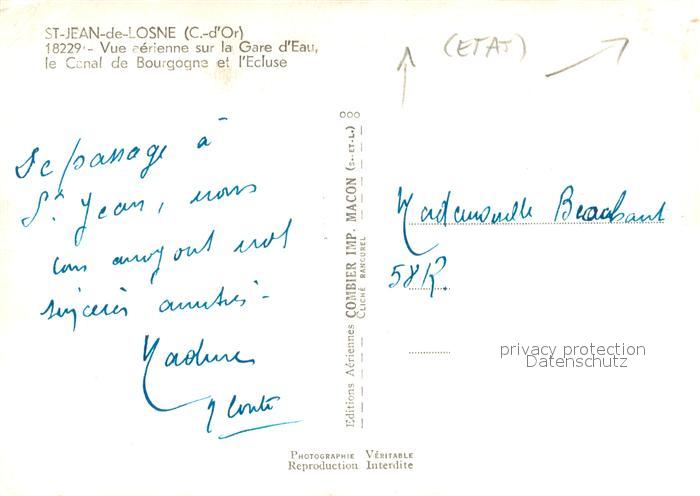 ST-JEAN-de-LOSNE (C.-d'Or)
18229 - Vue aérienne sur la Gare d'Eau,
le Canal de Bourgogne et l'Ecluse
(ETAT)
De passage à
St. Jean, nous
vous envoyons nos
sincères amitiés -
Madame
Editions Aériennes COMBIER IMP. MACON (S.-ET-L.)
CLICHÉ RANCUREL
Mademoiselle
58 R.
privacy protection
Datenschutz
PHOTOGRAPHIE VÉRITABLE
Reproduction Interdite